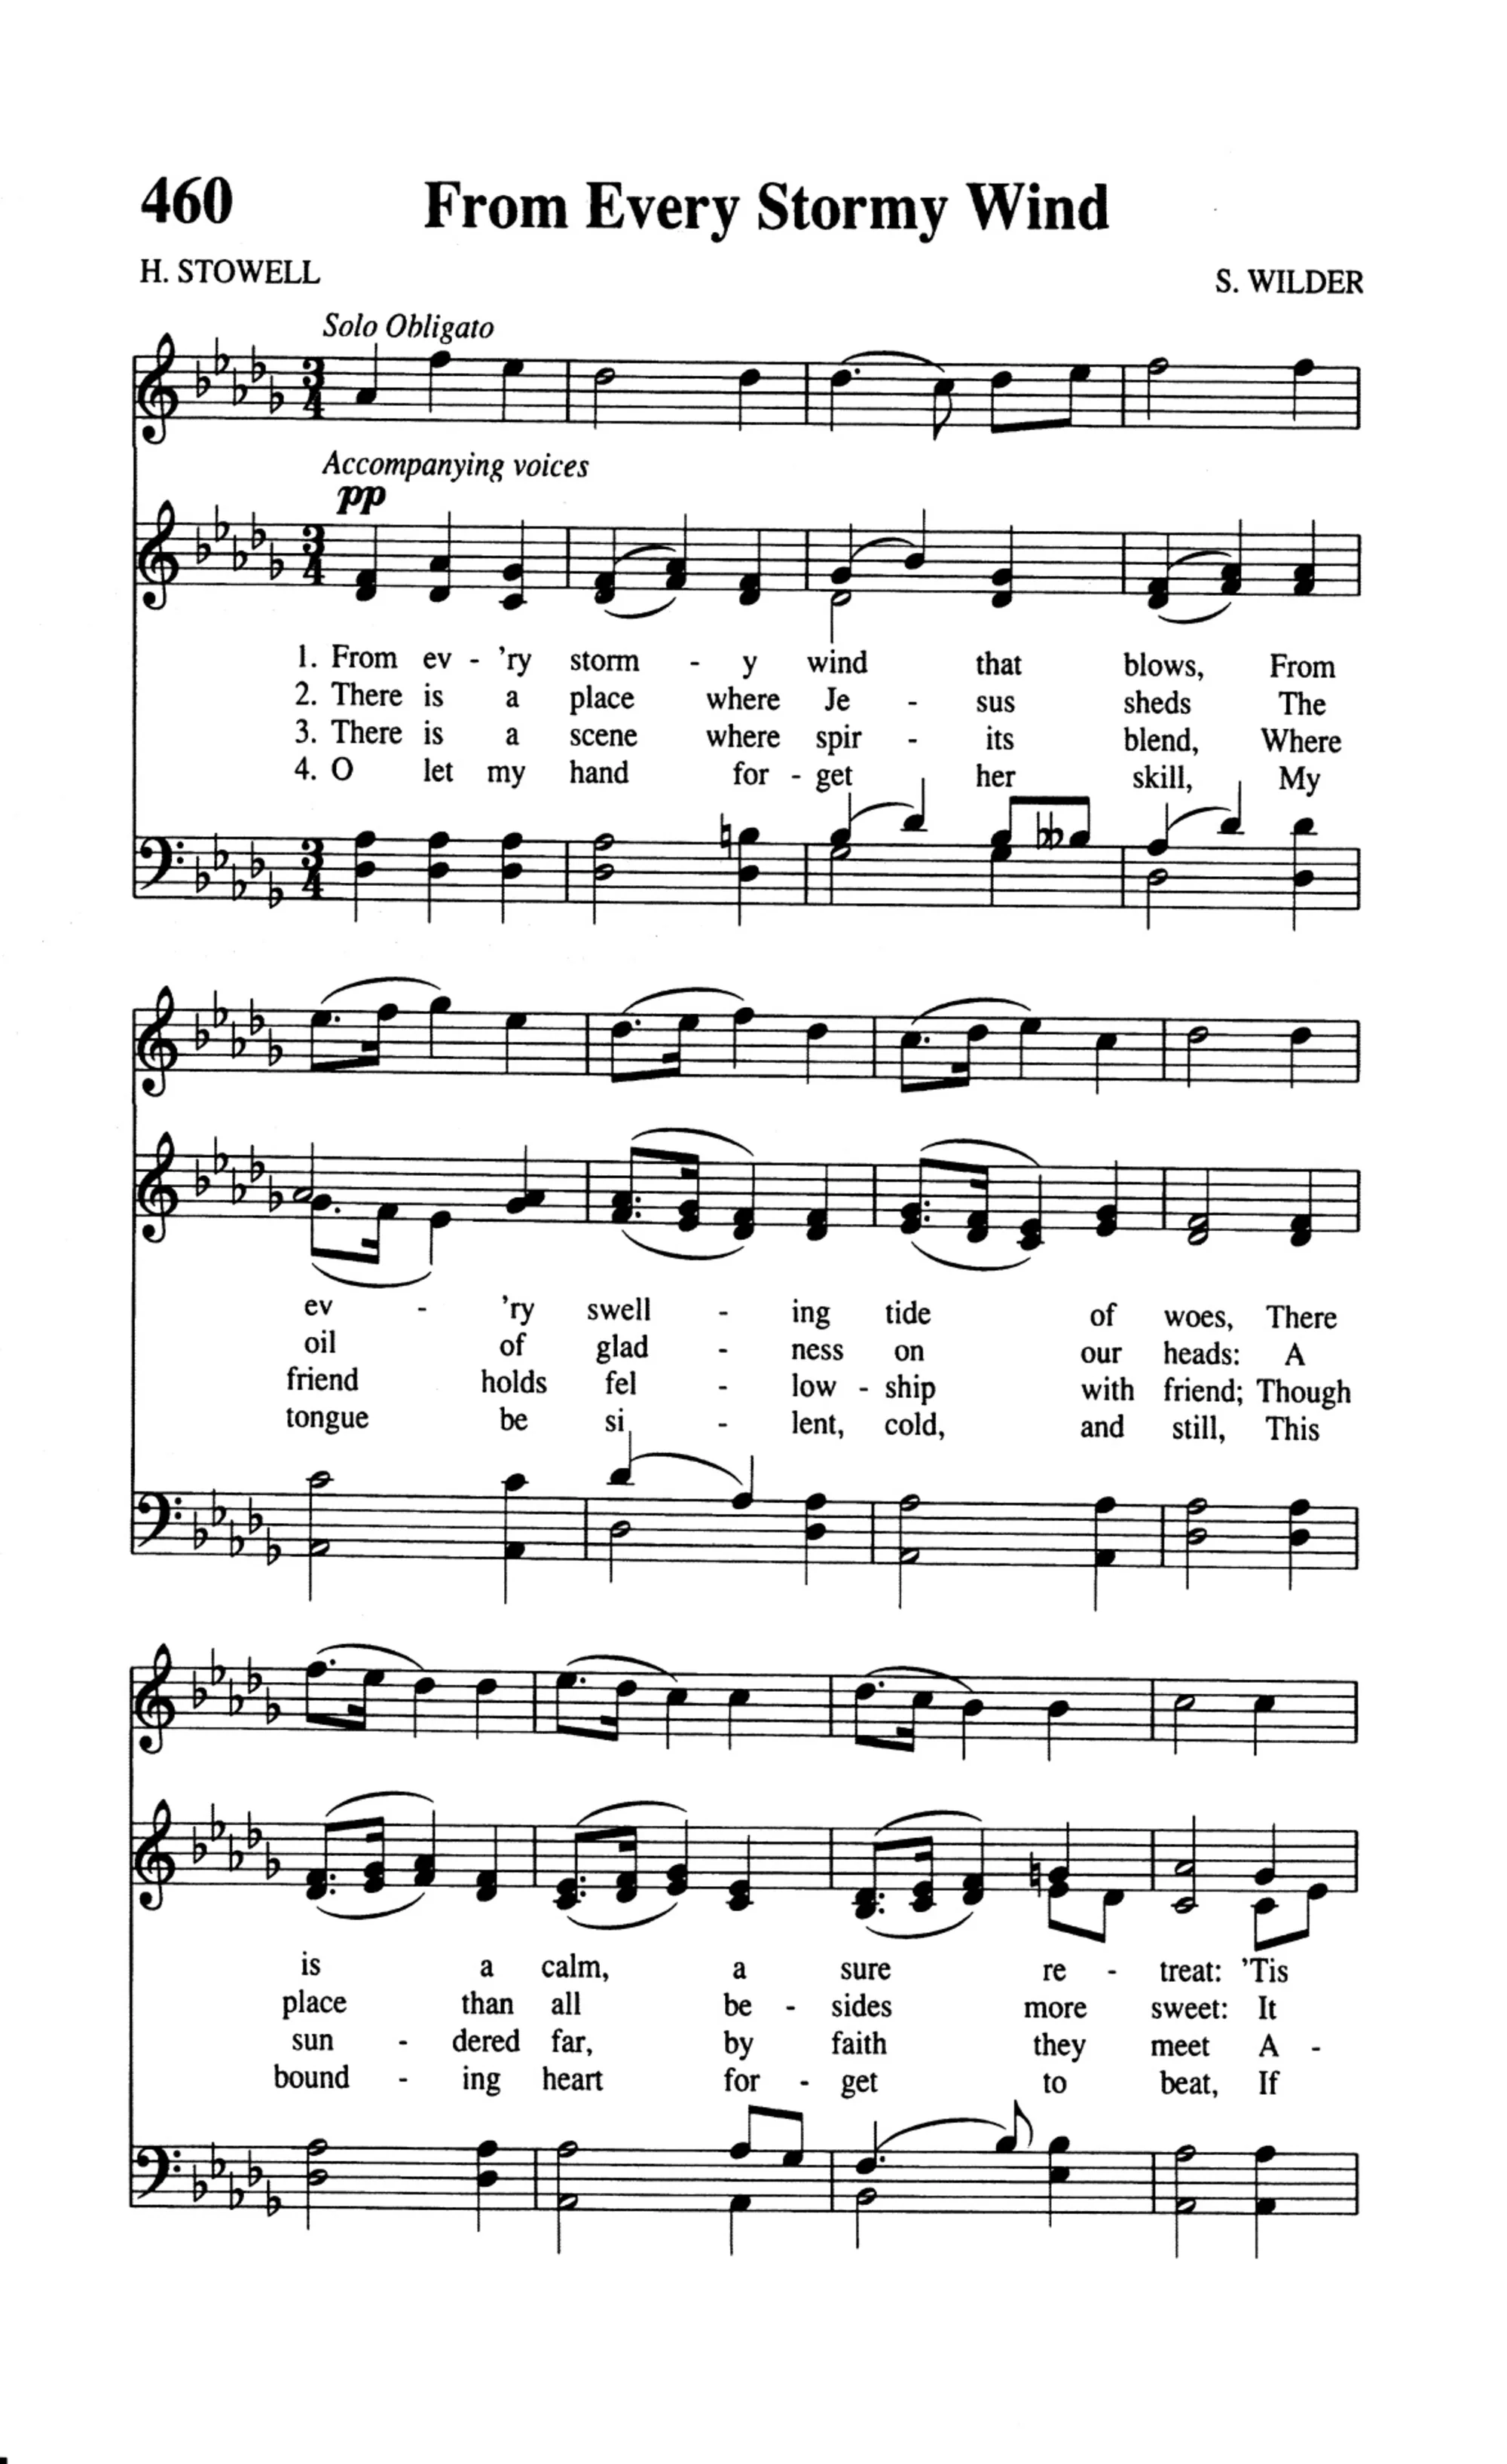 460 From Every Stormy Wind
H. STOWELL
S. WILDER
Solo Obligato
Accompanying voices
pp
1. From ev - 'ry storm - y wind that blows, From
2. There is a place where Je - sus sheds The
3. There is a scene where spir - its blend, Where
4. O let my hand for - get her skill, My
ev - 'ry swell - ing tide of woes, There
oil of glad - ness on our heads: A
friend holds fel - low - ship with friend; Though
tongue be si - lent, cold, and still, This
is a calm, a sure re - treat: 'Tis
place than all be - sides more sweet: It
sun - dered far, by faith they meet A -
bound - ing heart for - get to beat, If